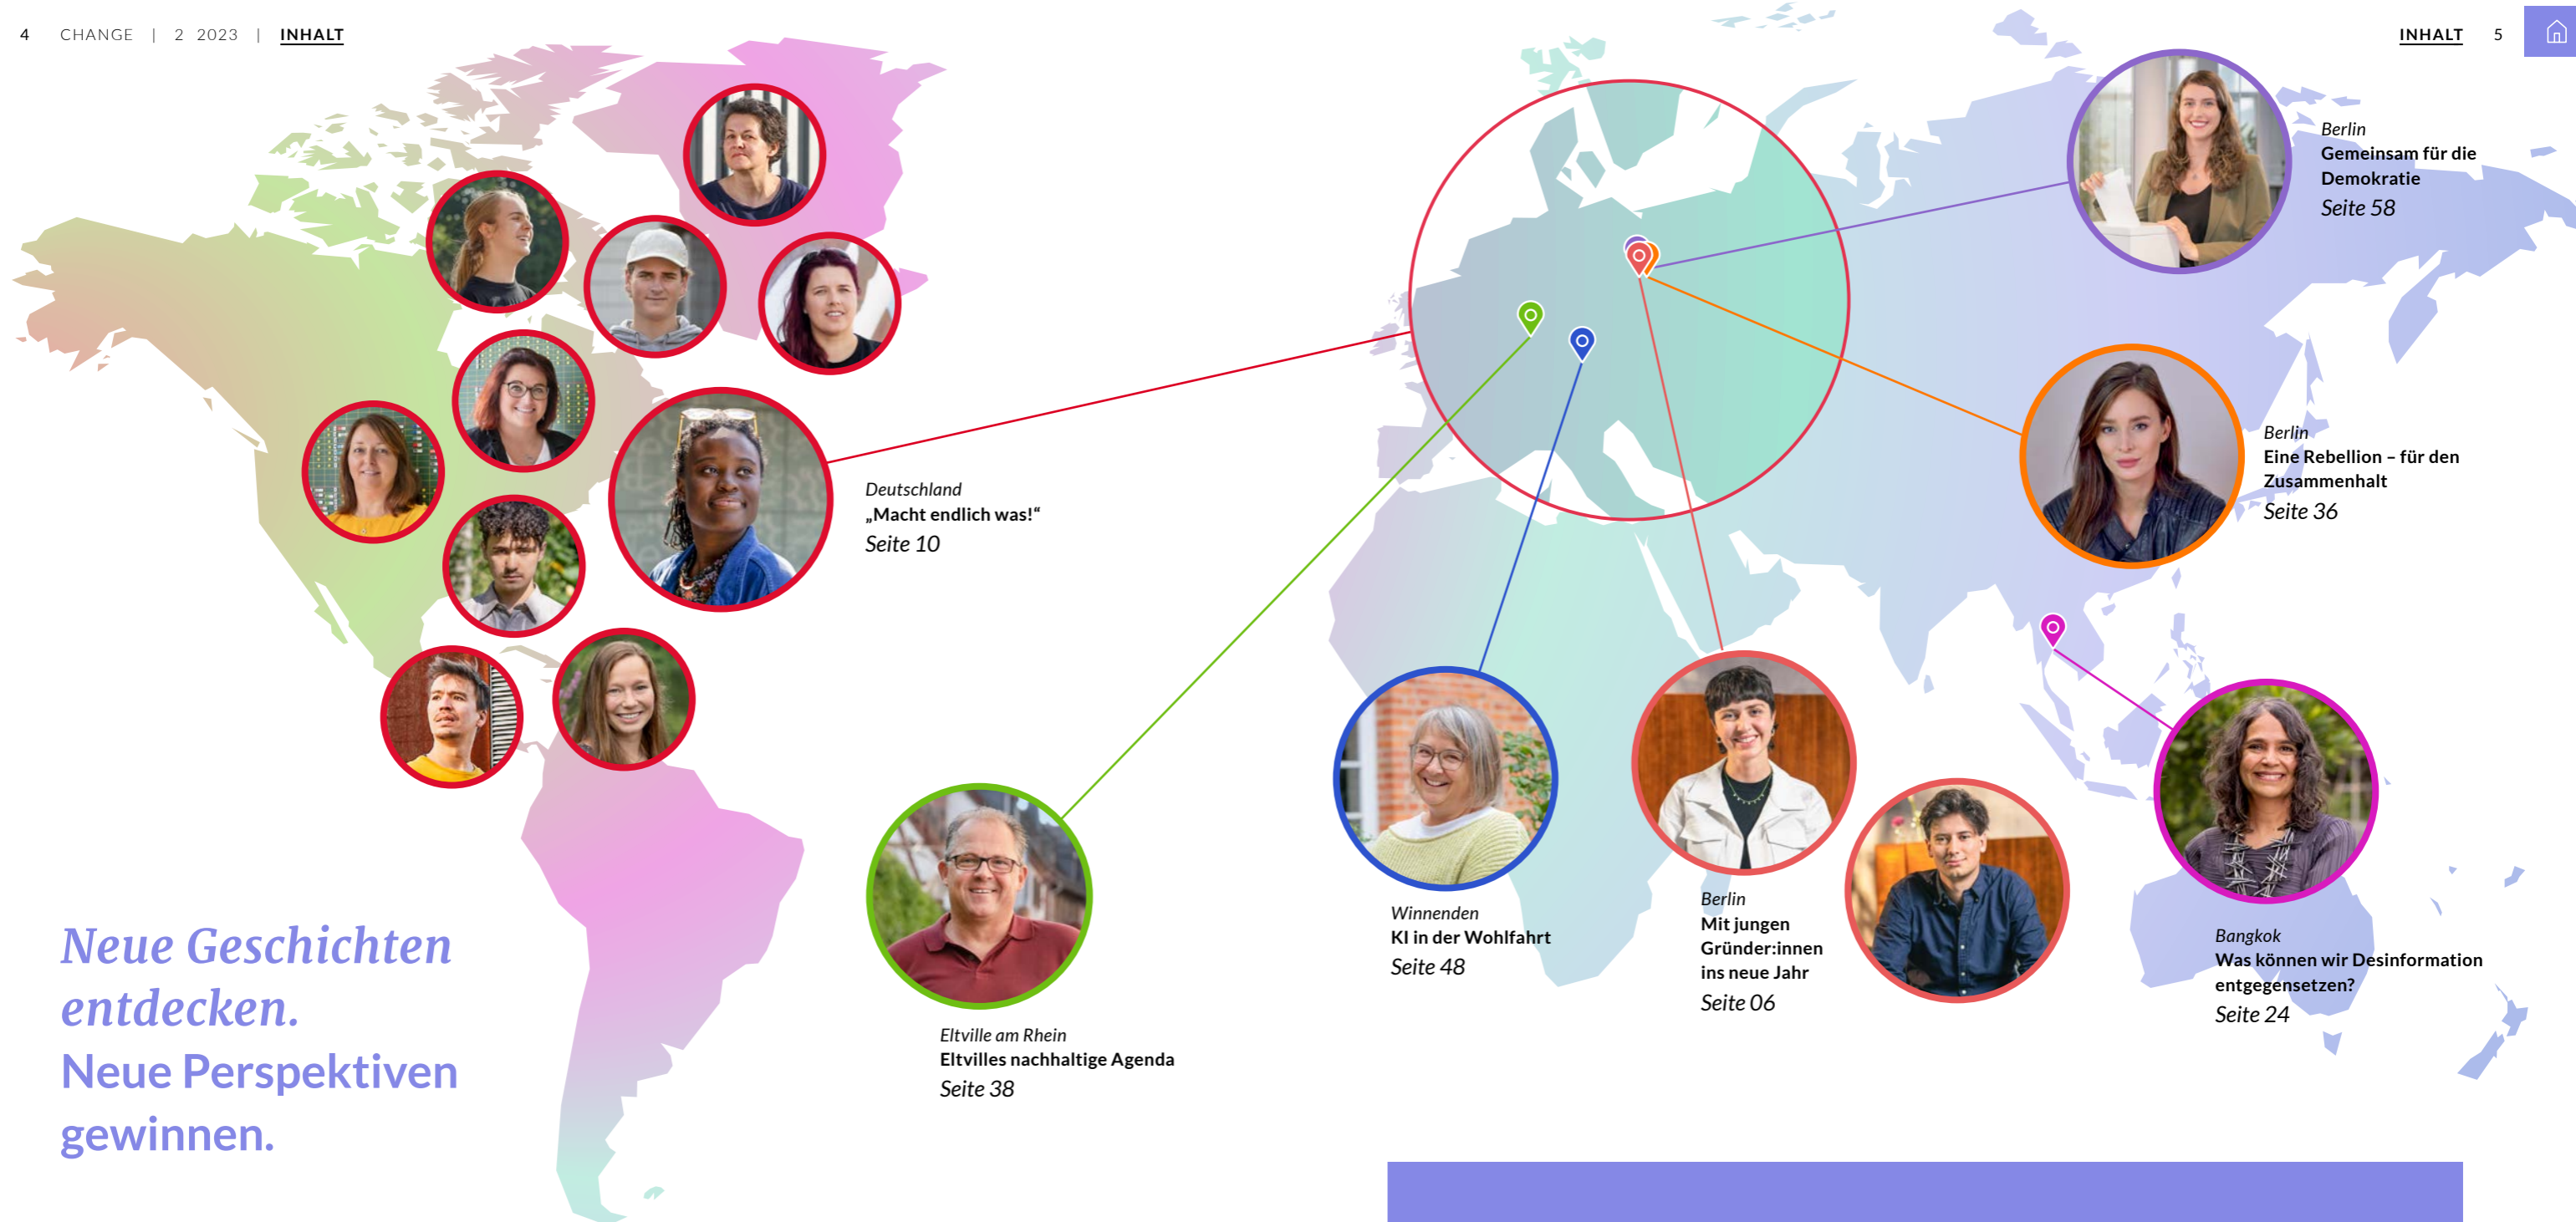 4 CHANGE | 2 2023 | INHALT
INHALT 5
Berlin
Gemeinsam für die
Demokratie
Seite 58
Berlin
Eine Rebellion – für den
Zusammenhalt
Seite 36
Deutschland
„Macht endlich was!“
Seite 10
Neue Geschichten
entdecken.
Neue Perspektiven
gewinnen.
Eltville am Rhein
Eltvilles nachhaltige Agenda
Seite 38
Winnenden
KI in der Wohlfahrt
Seite 48
Berlin
Mit jungen
Gründer:innen
ins neue Jahr
Seite 06
Bangkok
Was können wir Desinformation
entgegensetzen?
Seite 24